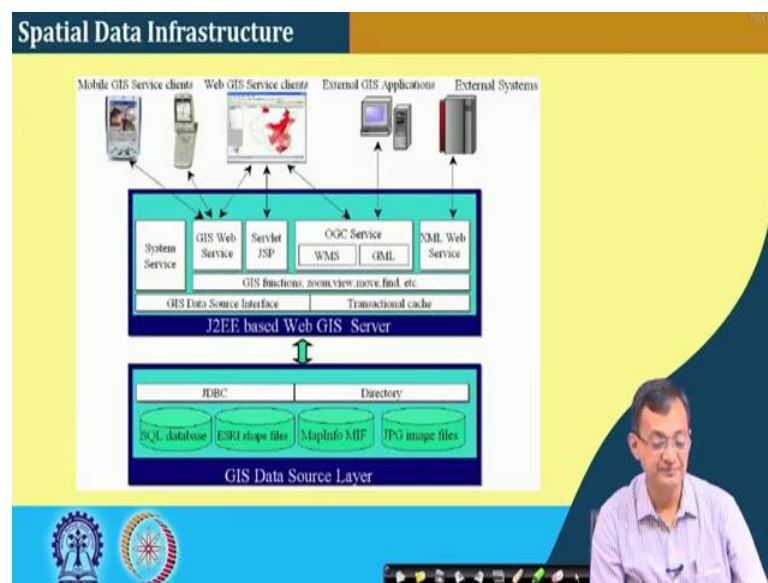 Spatial Data Infrastructure
Mobile GIS Service clients Web GIS Service clients External GIS Applications External Systems
System Service
GIS Web Service
Servlet JSP
OGC Service
WMS GML
XML Web Service
GIS functions, zoom,view,move,find, etc.
GIS Data Source Interface Transactional cache
J2EE based Web GIS Server
JDBC Directory
SQL database ESRI shape files MapInfo MIF JPG image files
GIS Data Source Layer